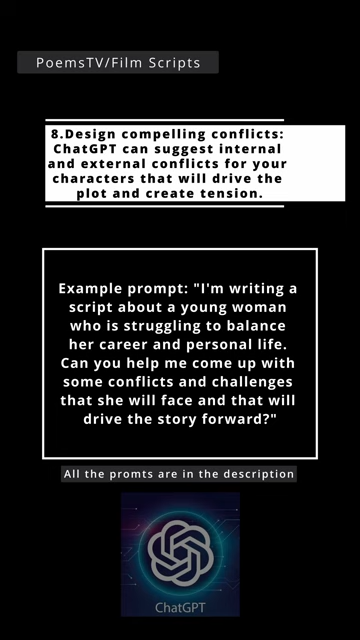 PoemsTV/Film Scripts
8.Design compelling conflicts:
ChatGPT can suggest internal
and external conflicts for your
characters that will drive the
plot and create tension.
Example prompt: "I'm writing a
script about a young woman
who is struggling to balance
her career and personal life.
Can you help me come up with
some conflicts and challenges
that she will face and that will
drive the story forward?"
All the promts are in the description
ChatGPT